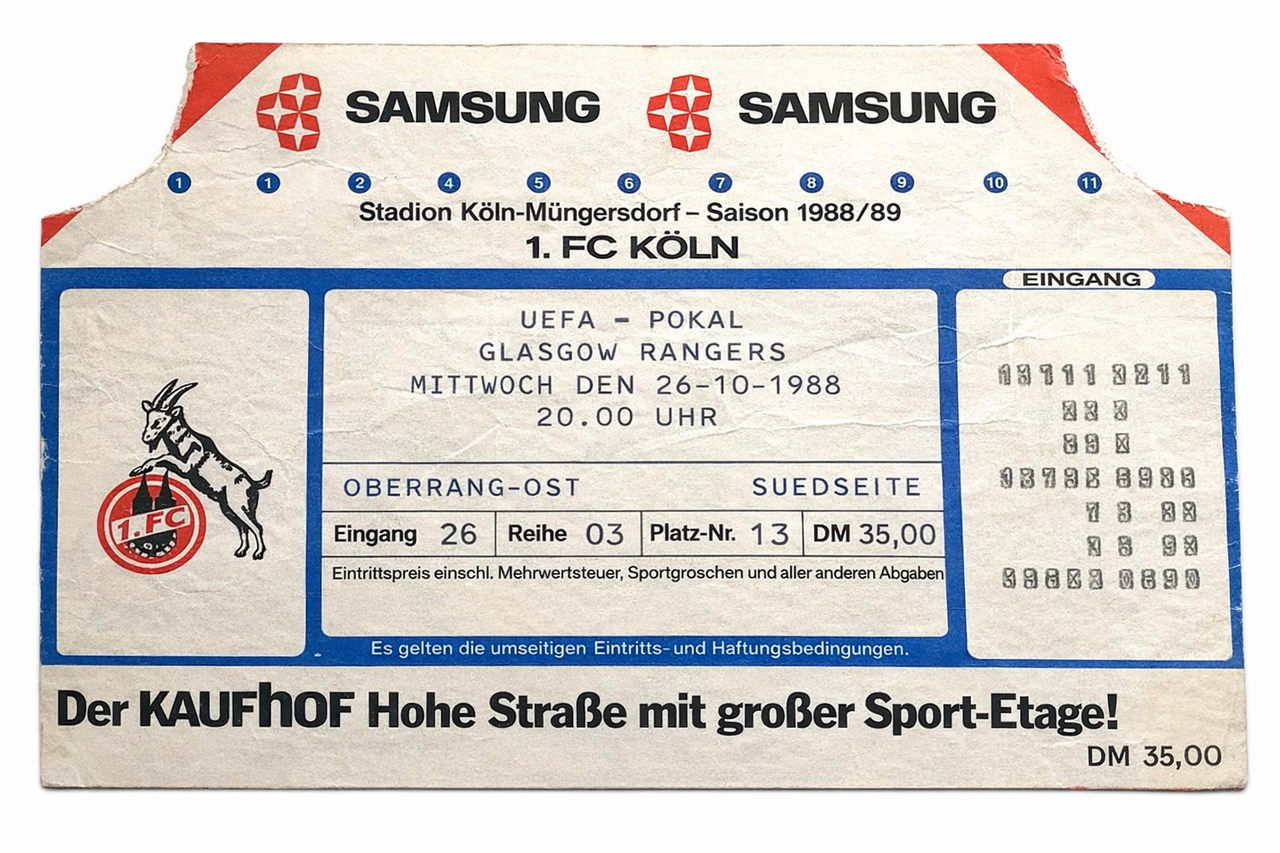 SAMSUNG SAMSUNG
1 1 2 4 5 6 7 8 9 10 11
Stadion Köln-Müngersdorf – Saison 1988/89
1. FC KÖLN
EINGANG
UEFA - POKAL
GLASGOW RANGERS
MITTWOCH DEN 26-10-1988
20.00 UHR
1. FC
OBERRANG-OST SUEDSEITE
Eingang 26 Reihe 03 Platz-Nr. 13 DM 35,00
Eintrittspreis einschl. Mehrwertsteuer, Sportgroschen und aller anderen Abgaben
Es gelten die umseitigen Eintritts- und Haftungsbedingungen.
Der KAUFhOF Hohe Straße mit großer Sport-Etage!
DM 35,00